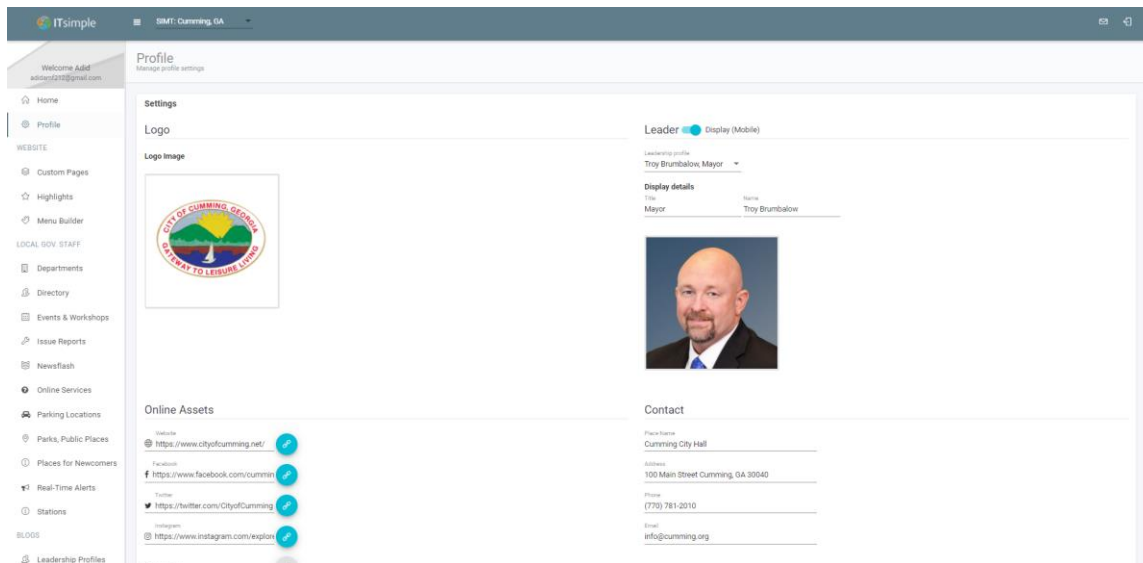 ITsimple
SIMT: Cumming, GA
Welcome Adid
Profile
Manage profile settings
Home
Profile
WEBSITE
Custom Pages
Highlights
Menu Builder
LOCAL GOV. STAFF
Departments
Directory
Events & Workshops
Issue Reports
Newsflash
Online Services
Parking Locations
Parks, Public Places
Places for Newcomers
Real-Time Alerts
Stations
BLOGS
Leadership Profiles
Settings
Logo
Logo Image
CITY OF CUMMING, GEORGIA
GATEWAY TO LEISURE LIVING
Leader Display (Mobile)
Leadership profile
Troy Brumbalow, Mayor
Display details
Title Name
Mayor Troy Brumbalow
Online Assets
Website
https://www.cityofcumming.net/
Facebook
https://www.facebook.com/cummin
Twitter
https://twitter.com/CityofCumming
Instagram
https://www.instagram.com/explore
Contact
Place Name
Cumming City Hall
Address
100 Main Street Cumming, GA 30040
Phone
(770) 781-2010
Email
info@cumming.org